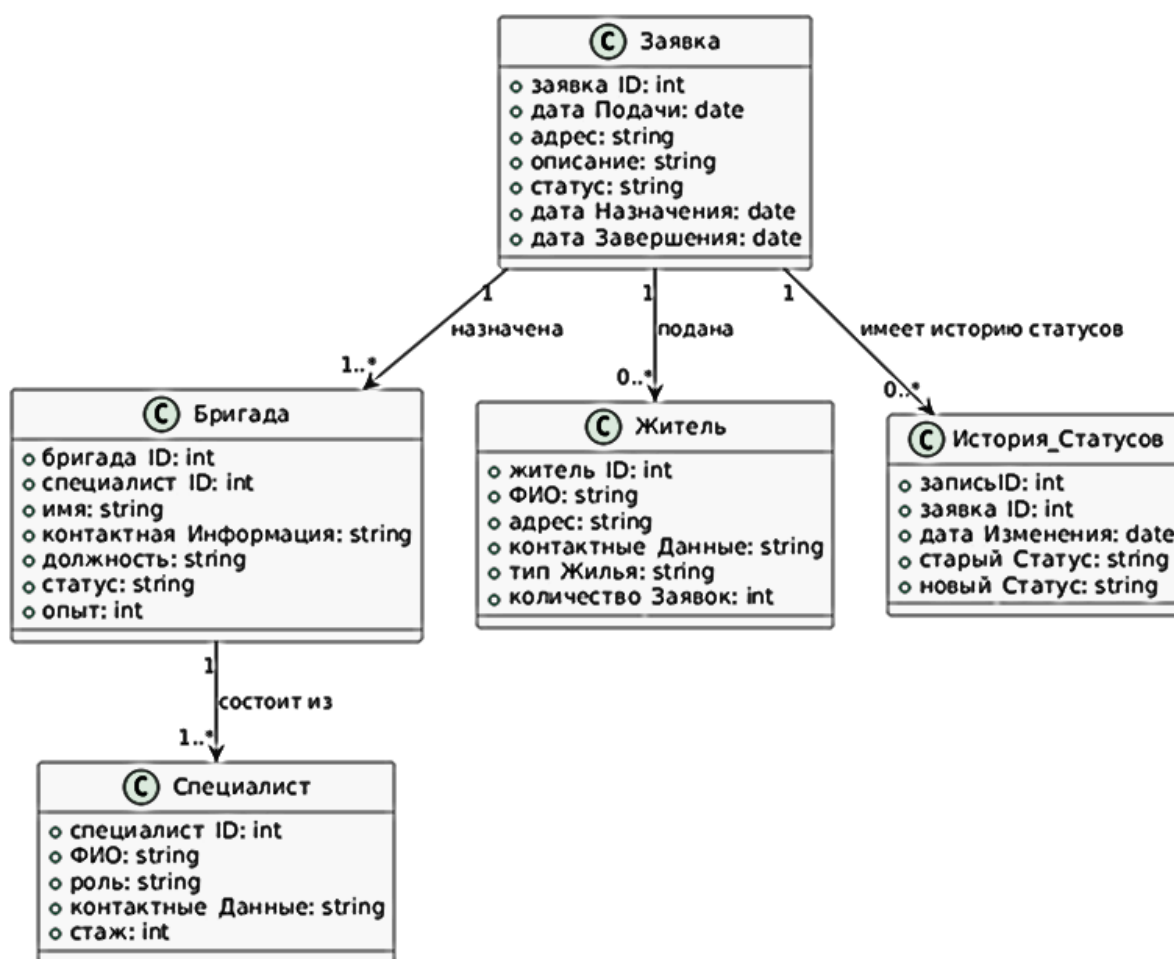 C Заявка
заявка ID: int
дата Подачи: date
адрес: string
описание: string
статус: string
дата Назначения: date
дата Завершения: date
1 1 1
назначена подана имеет историю статусов
1..* 0..* 0..*
C Бригада
бригада ID: int
специалист ID: int
имя: string
контактная Информация: string
должность: string
статус: string
опыт: int
C Житель
житель ID: int
ФИО: string
адрес: string
контактные Данные: string
тип Жилья: string
количество Заявок: int
C История_Статусов
записьID: int
заявка ID: int
дата Изменения: date
старый Статус: string
новый Статус: string
1
состоит из
1..*
C Специалист
специалист ID: int
ФИО: string
роль: string
контактные Данные: string
стаж: int